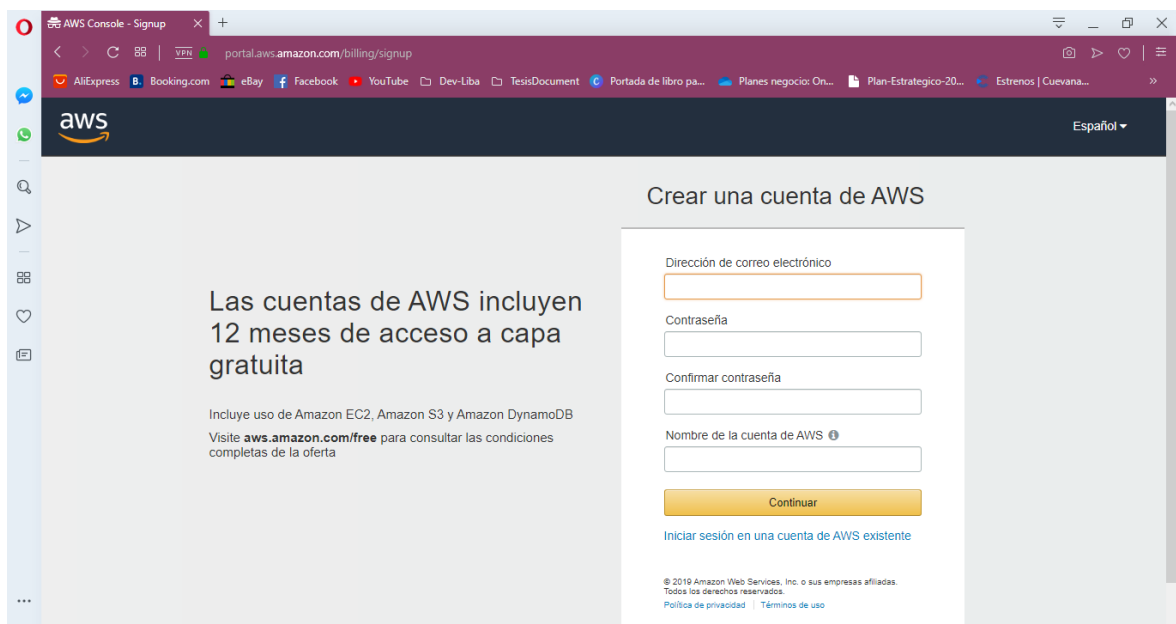 AWS Console - Signup
VPN
portal.aws.amazon.com/billing/signup
AliExpress
B. Booking.com
eBay
Facebook
YouTube
Dev-Liba
TesisDocument
C Portada de libro pa...
Planes negocio: On...
Plan-Estrategico-20...
Estrenos | Cuevana...
aws
Español
Crear una cuenta de AWS
Las cuentas de AWS incluyen
12 meses de acceso a capa
gratuita
Incluye uso de Amazon EC2, Amazon S3 y Amazon DynamoDB
Visite aws.amazon.com/free para consultar las condiciones
completas de la oferta
Dirección de correo electrónico
Contraseña
Confirmar contraseña
Nombre de la cuenta de AWS
Continuar
Iniciar sesión en una cuenta de AWS existente
© 2019 Amazon Web Services, Inc. o sus empresas afiliadas.
Todos los derechos reservados.
Política de privacidad | Términos de uso